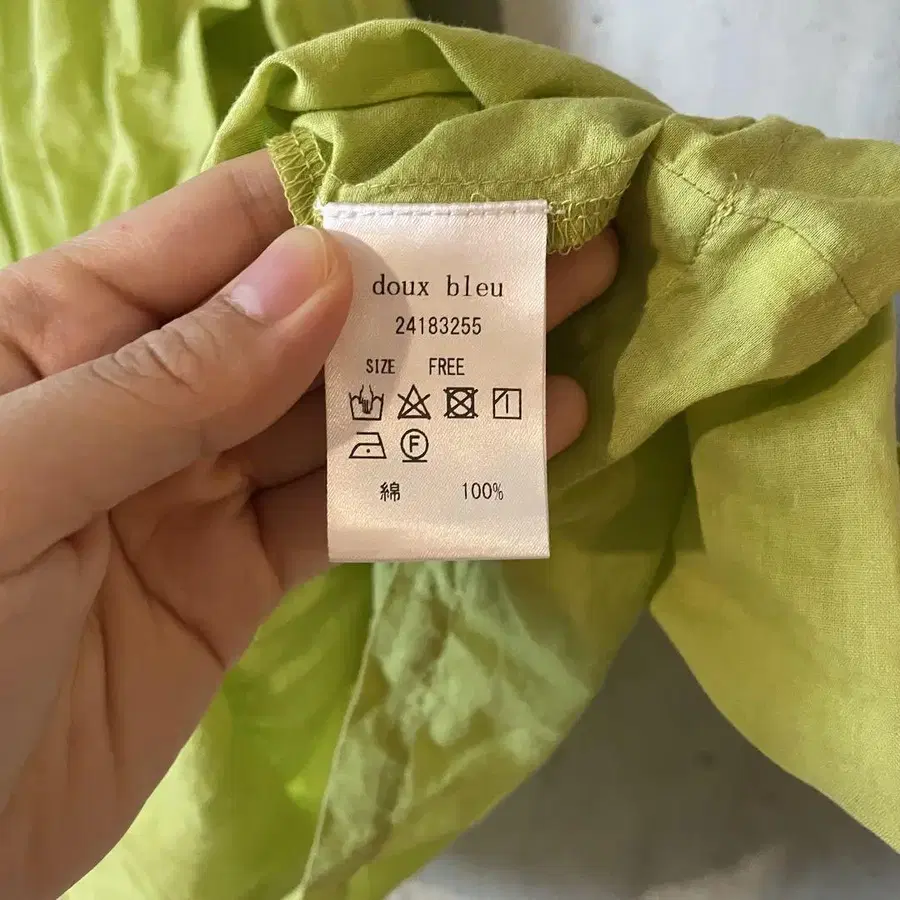 doux bleu
24183255
SIZE FREE
F
綿 100%